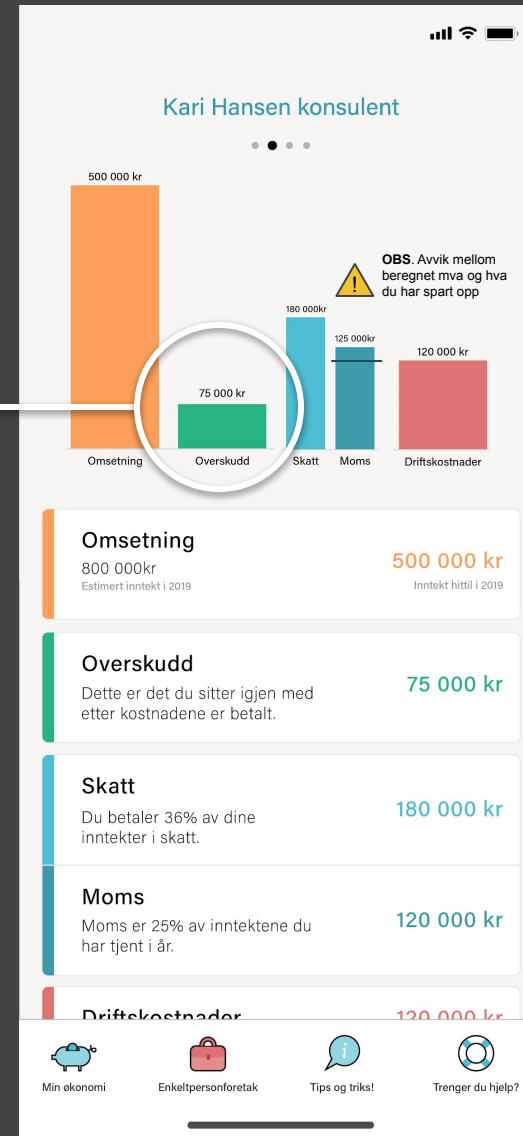 Kari Hansen konsulent
500 000 kr
OBS. Avvik mellom
beregnet mva og hva
du har spart opp
180 000kr
125 000kr
120 000 kr
75 000 kr
Omsetning
Overskudd
Skatt
Moms
Driftskostnader
Omsetning
800 000kr
Estimert inntekt i 2019
500 000 kr
Inntekt hittil i 2019
Overskudd
Dette er det du sitter igjen med
etter kostnadene er betalt.
75 000 kr
Skatt
Du betaler 36% av dine
inntekter i skatt.
180 000 kr
Moms
Moms er 25% av inntektene du
har tjent i år.
120 000 kr
Driftskostnader
120 000 kr
Min økonomi
Enkeltpersonforetak
Tips og triks!
Trenger du hjelp?